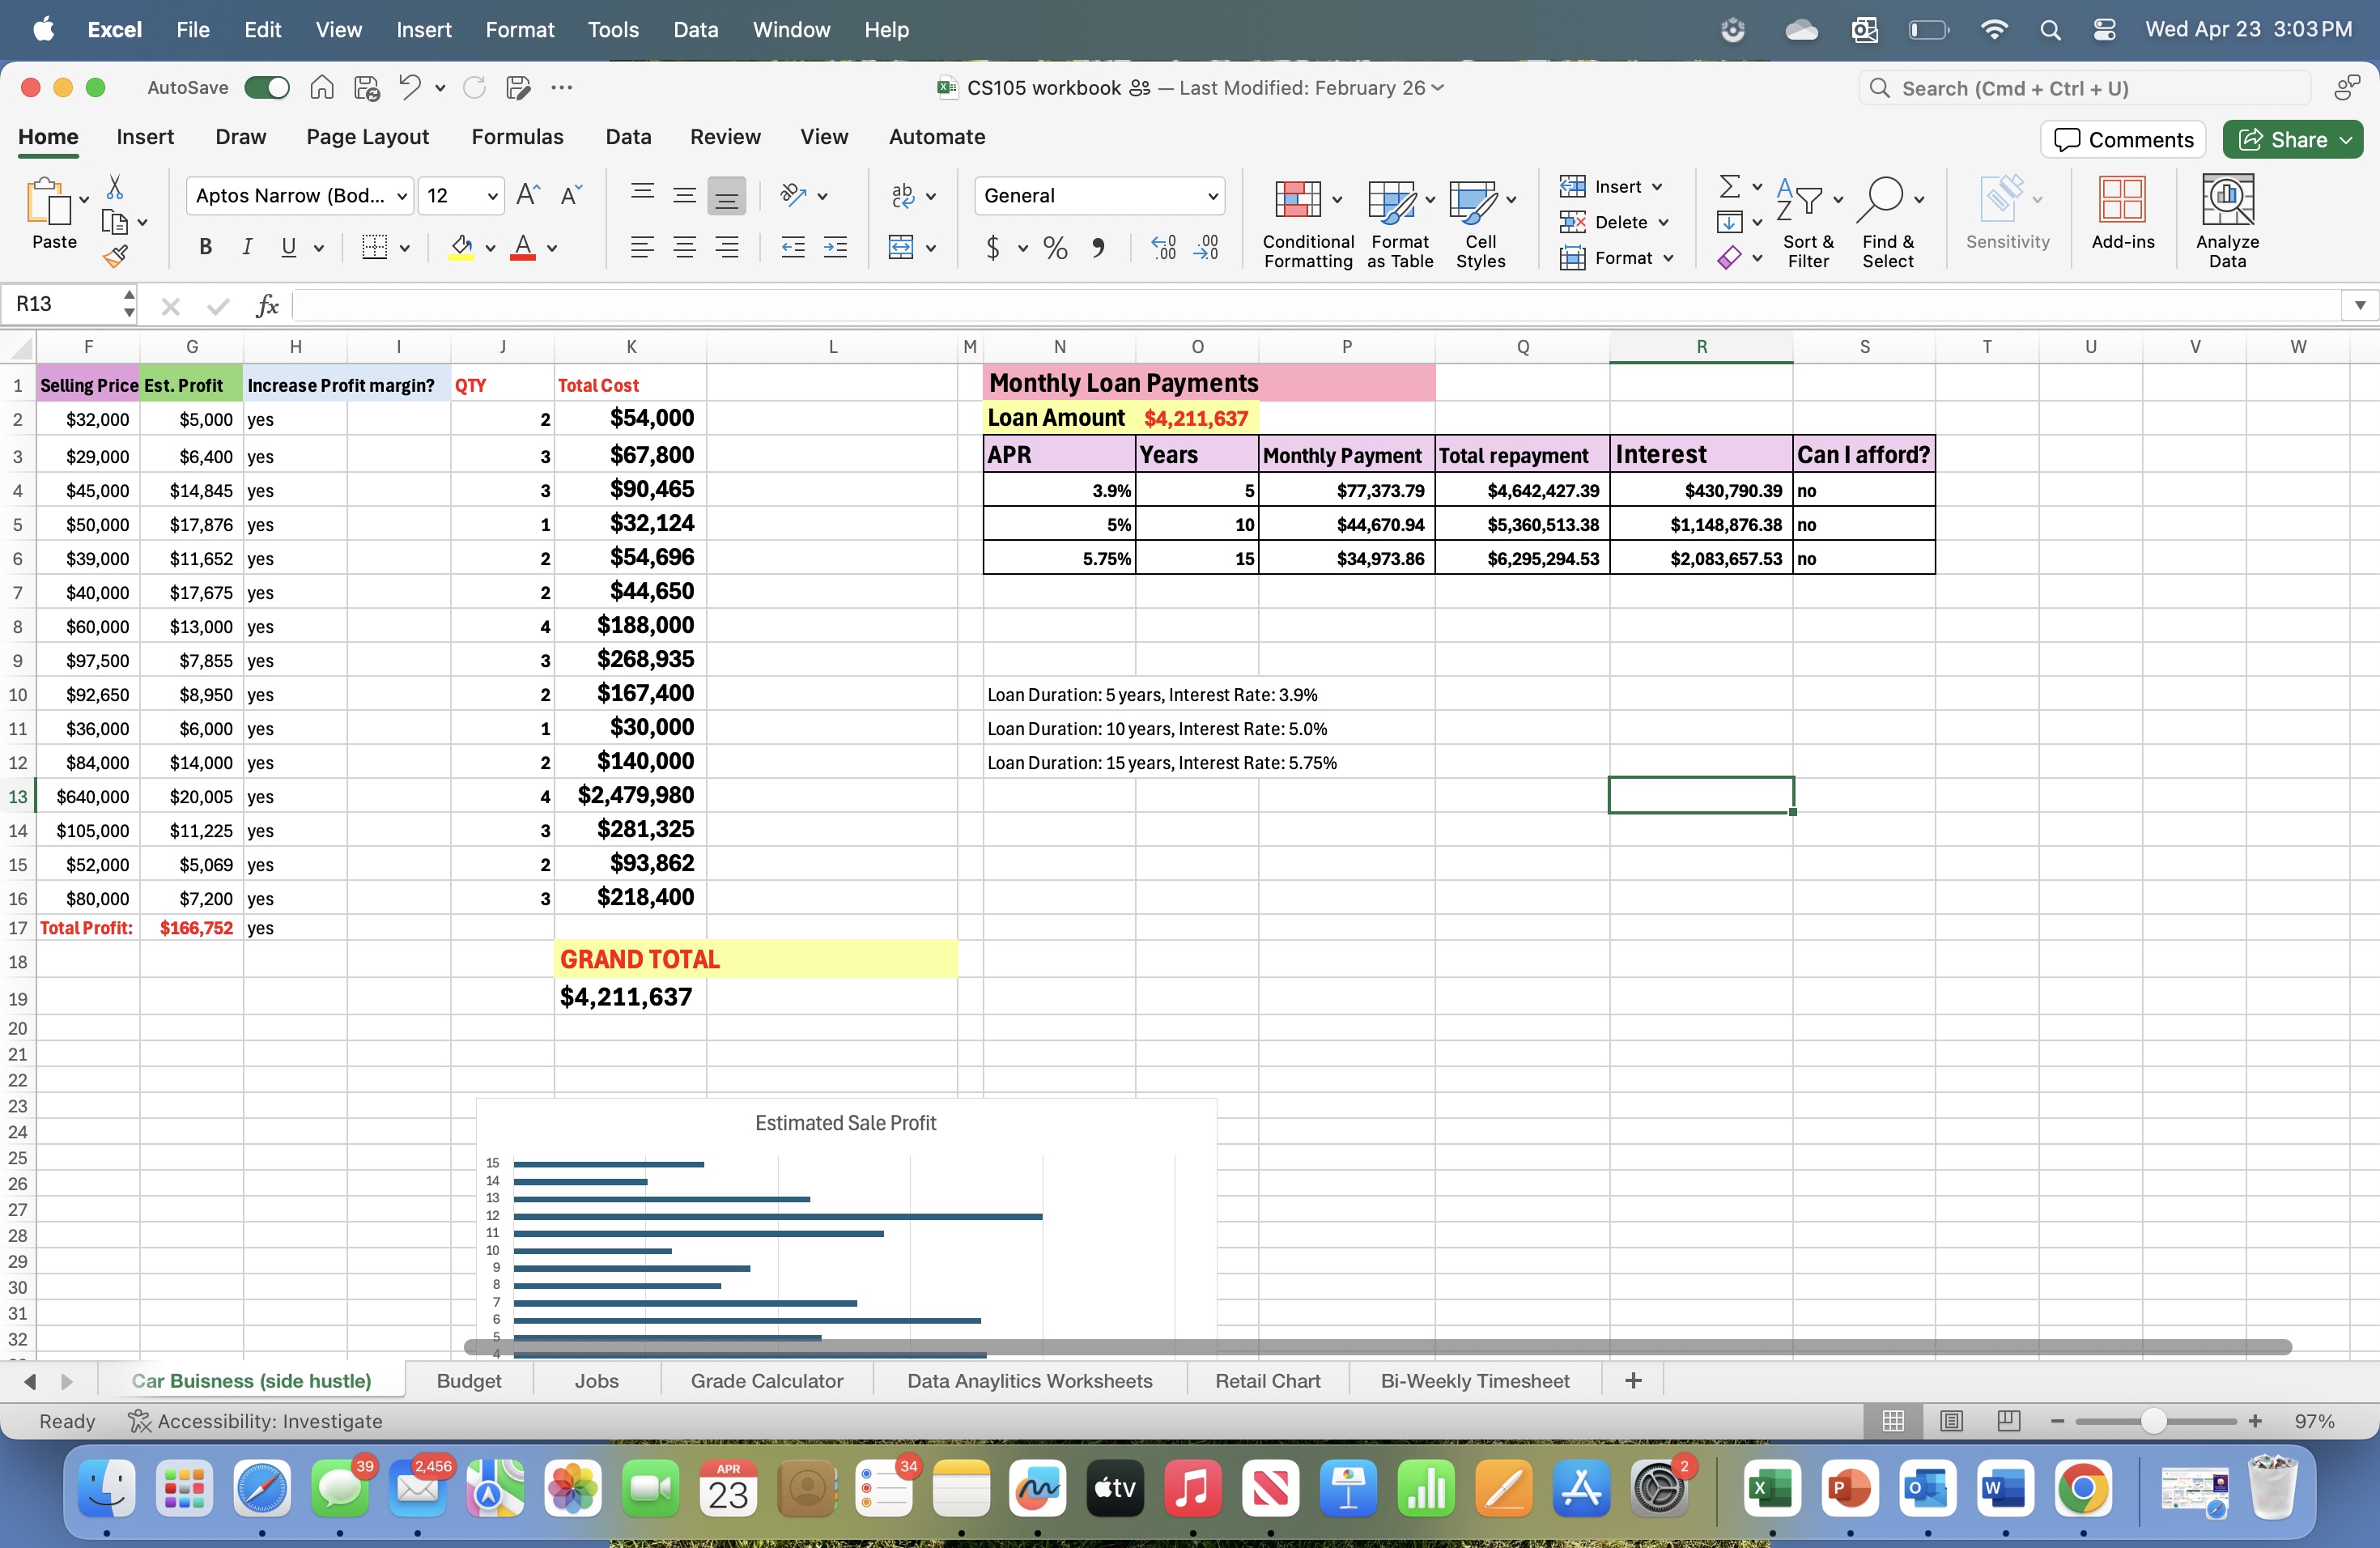 Excel File Edit View Insert Format Tools Data Window Help Wed Apr 23 3:03 PM
AutoSave CS105 workbook — Last Modified: February 26 Search (Cmd + Ctrl + U)
Home Insert Draw Page Layout Formulas Data Review View Automate Comments Share
Paste Aptos Narrow (Bod... 12 General Conditional Formatting Format as Table Cell Styles Insert Delete Format Sort & Filter Find & Select Sensitivity Add-ins Analyze Data
R13 fx
F G H I J K L M N O P Q R S T U V W
1 Selling Price Est. Profit Increase Profit margin? QTY Total Cost Monthly Loan Payments
2 $32,000 $5,000 yes 2 $54,000 Loan Amount $4,211,637
3 $29,000 $6,400 yes 3 $67,800 APR Years Monthly Payment Total repayment Interest Can I afford?
4 $45,000 $14,845 yes 3 $90,465 3.9% 5 $77,373.79 $4,642,427.39 $430,790.39 no
5 $50,000 $17,876 yes 1 $32,124 5% 10 $44,670.94 $5,360,513.38 $1,148,876.38 no
6 $39,000 $11,652 yes 2 $54,696 5.75% 15 $34,973.86 $6,295,294.53 $2,083,657.53 no
7 $40,000 $17,675 yes 2 $44,650
8 $60,000 $13,000 yes 4 $188,000
9 $97,500 $7,855 yes 3 $268,935
10 $92,650 $8,950 yes 2 $167,400 Loan Duration: 5 years, Interest Rate: 3.9%
11 $36,000 $6,000 yes 1 $30,000 Loan Duration: 10 years, Interest Rate: 5.0%
12 $84,000 $14,000 yes 2 $140,000 Loan Duration: 15 years, Interest Rate: 5.75%
13 $640,000 $20,005 yes 4 $2,479,980
14 $105,000 $11,225 yes 3 $281,325
15 $52,000 $5,069 yes 2 $93,862
16 $80,000 $7,200 yes 3 $218,400
17 Total Profit: $166,752 yes
18 GRAND TOTAL
19 $4,211,637
20
21
22
23
24 Estimated Sale Profit
25
26
27
28
29
30
31
32
15
14
13
12
11
10
9
8
7
6
5
4
Car Buisness (side hustle) Budget Jobs Grade Calculator Data Anaylitics Worksheets Retail Chart Bi-Weekly Timesheet +
Ready Accessibility: Investigate 97%
39 2,456 APR 23 34 tv 2